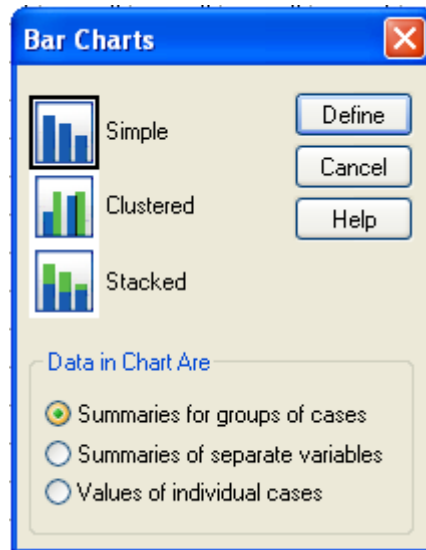 Bar Charts
Simple
Define
Cancel
Clustered
Help
Stacked
Data in Chart Are
Summaries for groups of cases
Summaries of separate variables
Values of individual cases